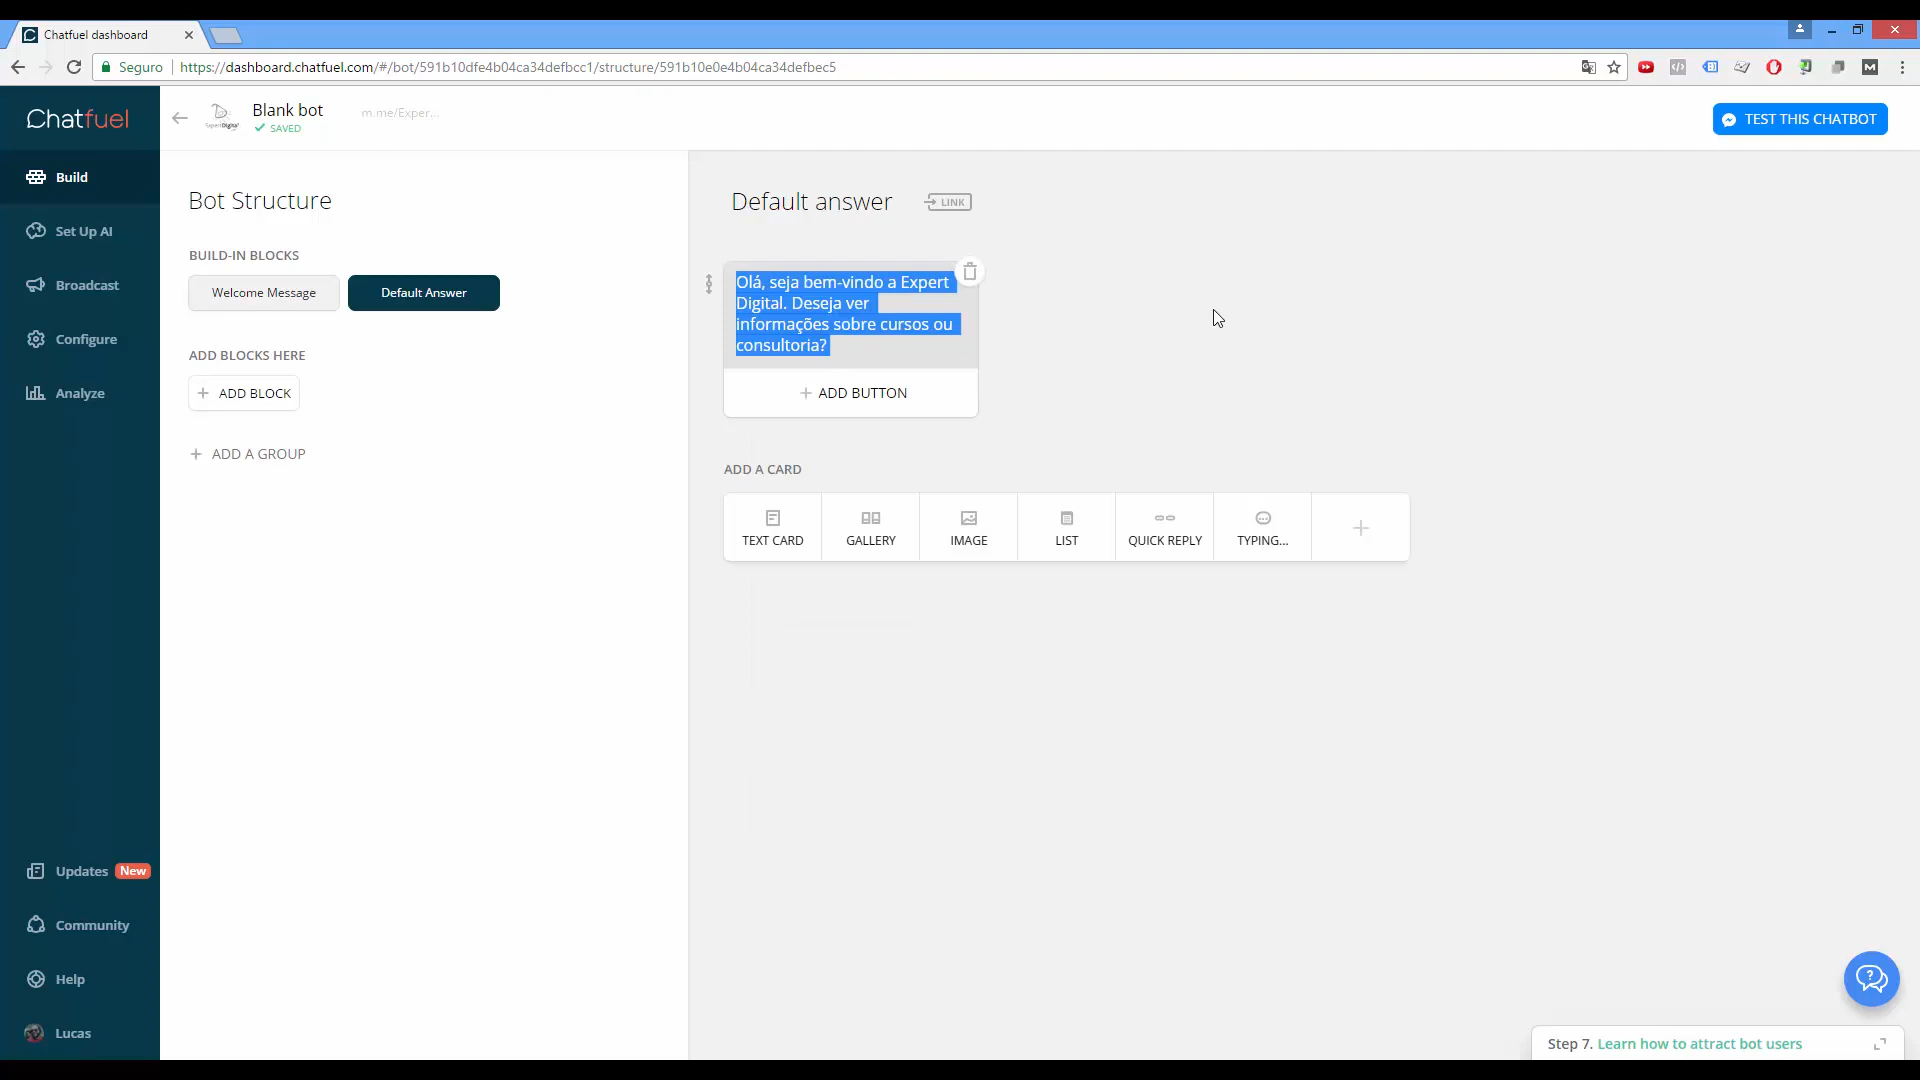 Chatfuel dashboard
Seguro
https://dashboard.chatfuel.com/#/bot/591b10dfe4b04ca34defbcc1/structure/591b10e0e4b04ca34defbec5
Chatfuel
Blank bot
SAVED
m.me/Exper...
TEST THIS CHATBOT
Build
Set Up AI
Broadcast
Configure
Analyze
Updates New
Community
Help
Lucas
Bot Structure
BUILD-IN BLOCKS
Welcome Message
Default Answer
ADD BLOCKS HERE
+ ADD BLOCK
+ ADD A GROUP
Default answer
LINK
Olá, seja bem-vindo a Expert
Digital. Deseja ver
informações sobre cursos ou
consultoria?
+ ADD BUTTON
ADD A CARD
TEXT CARD
GALLERY
IMAGE
LIST
QUICK REPLY
TYPING...
Step 7. Learn how to attract bot users